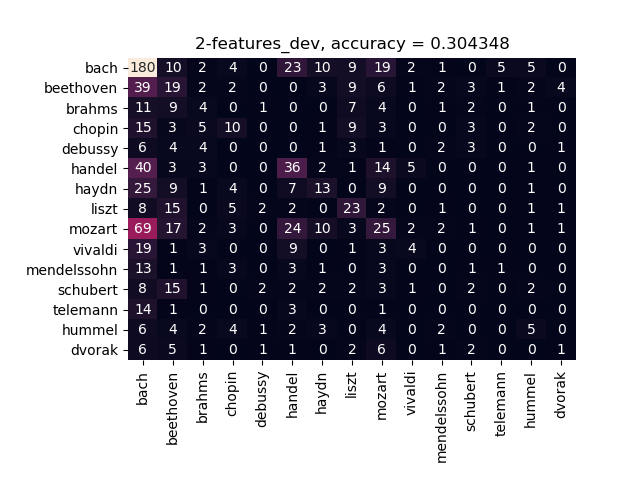 2-features_dev, accuracy = 0.304348
bach 180 10 2 4 0 23 10 9 19 2 1 0 5 5 0
beethoven 39 19 2 2 0 0 3 9 6 1 2 3 1 2 4
brahms 11 9 4 0 1 0 0 7 4 0 1 2 0 1 0
chopin 15 3 5 10 0 0 1 9 3 0 0 3 0 2 0
debussy 6 4 4 0 0 0 1 3 1 0 2 3 0 0 1
handel 40 3 3 0 0 36 2 1 14 5 0 0 0 1 0
haydn 25 9 1 4 0 7 13 0 9 0 0 0 0 1 0
liszt 8 15 0 5 2 2 0 23 2 0 1 0 0 1 1
mozart 69 17 2 3 0 24 10 3 25 2 2 1 0 1 1
vivaldi 19 1 3 0 0 9 0 1 3 4 0 0 0 0 0
mendelssohn 13 1 1 3 0 3 1 0 3 0 0 1 1 0 0
schubert 8 15 1 0 2 2 2 2 3 1 0 2 0 2 0
telemann 14 1 0 0 0 3 0 0 1 0 0 0 0 0 0
hummel 6 4 2 4 1 2 3 0 4 0 2 0 0 5 0
dvorak 6 5 1 0 1 1 0 2 6 0 1 2 0 0 1
bach beethoven brahms chopin debussy handel haydn liszt mozart vivaldi mendelssohn schubert telemann hummel dvorak